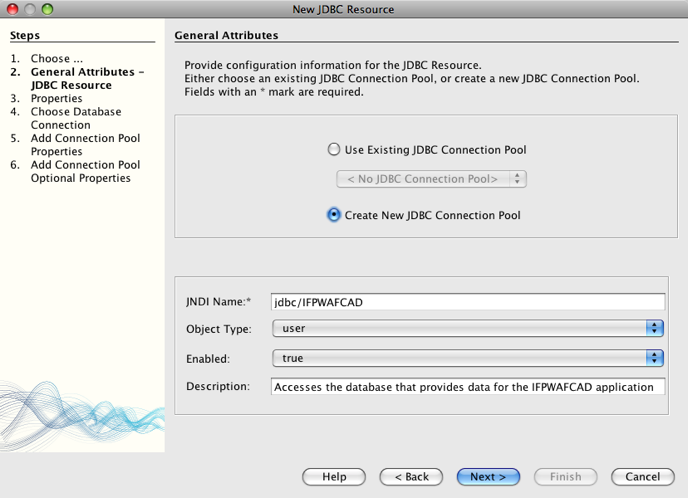 New JDBC Resource
Steps
1. Choose ...
2. General Attributes –
JDBC Resource
3. Properties
4. Choose Database
Connection
5. Add Connection Pool
Properties
6. Add Connection Pool
Optional Properties
General Attributes
Provide configuration information for the JDBC Resource.
Either choose an existing JDBC Connection Pool, or create a new JDBC Connection Pool.
Fields with an * mark are required.
Use Existing JDBC Connection Pool
< No JDBC Connection Pool>
Create New JDBC Connection Pool
JNDI Name:* jdbc/IFPWAFCAD
Object Type: user
Enabled: true
Description: Accesses the database that provides data for the IFPWAFCAD application
Help < Back Next > Finish Cancel